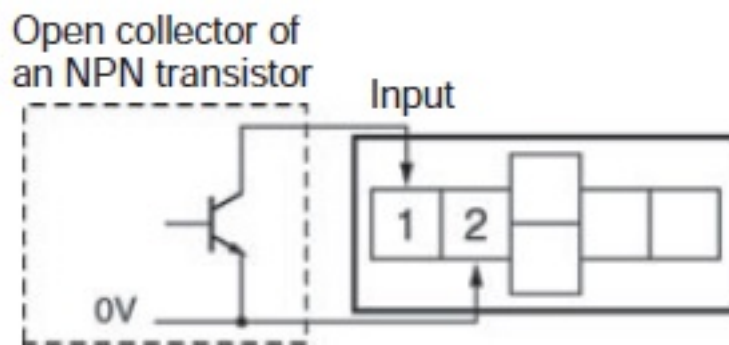 Open collector of
an NPN transistor
Input
1 2
0V